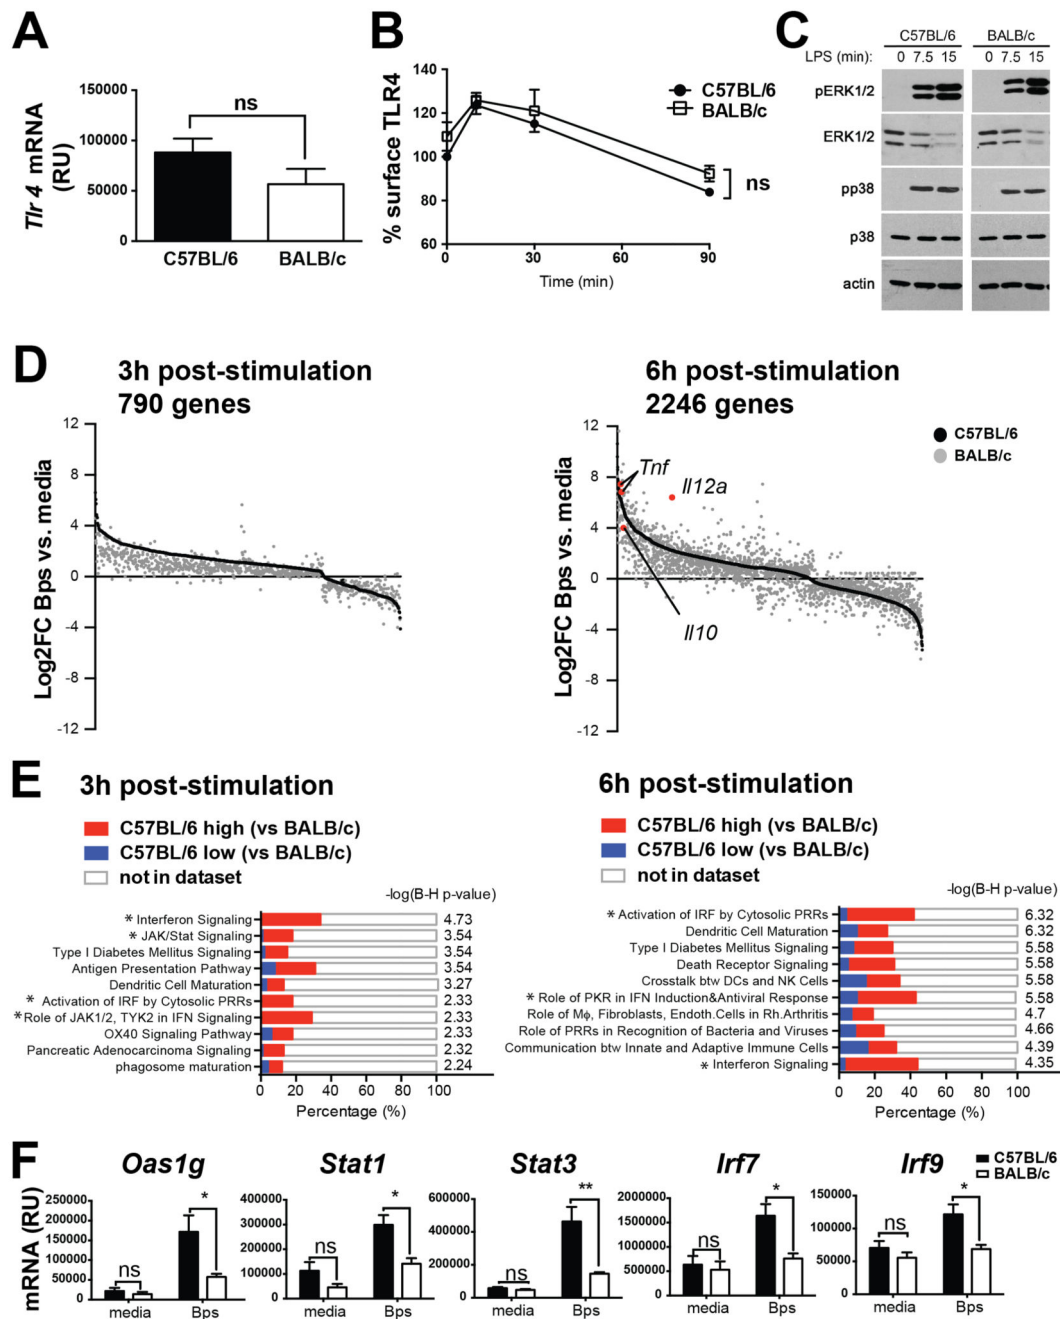 A
Tlr 4 mRNA
(RU)
150000
100000
50000
0
ns
C57BL/6
BALB/c
B
% surface TLR4
140
120
100
80
60
0
30
60
90
Time (min)
C57BL/6
BALB/c
ns
C
C57BL/6 BALB/c
LPS (min): 0 7.5 15 0 7.5 15
pERK1/2
ERK1/2
pp38
p38
actin
D
3h post-stimulation
790 genes
Log2FC Bps vs. media
12
8
4
0
-4
-8
-12
6h post-stimulation
2246 genes
Log2FC Bps vs. media
12
8
4
0
-4
-8
-12
Tnf
Il12a
Il10
C57BL/6
BALB/c
E
3h post-stimulation
C57BL/6 high (vs BALB/c)
C57BL/6 low (vs BALB/c)
not in dataset
-log(B-H p-value)
* Interferon Signaling 4.73
* JAK/Stat Signaling 3.54
Type I Diabetes Mellitus Signaling 3.54
Antigen Presentation Pathway 3.54
Dendritic Cell Maturation 3.27
* Activation of IRF by Cytosolic PRRs 2.33
*Role of JAK1/2, TYK2 in IFN Signaling 2.33
OX40 Signaling Pathway 2.33
Pancreatic Adenocarcinoma Signaling 2.32
phagosome maturation 2.24
0 20 40 60 80 100
Percentage (%)
6h post-stimulation
C57BL/6 high (vs BALB/c)
C57BL/6 low (vs BALB/c)
not in dataset
-log(B-H p-value)
* Activation of IRF by Cytosolic PRRs 6.32
Dendritic Cell Maturation 6.32
Type I Diabetes Mellitus Signaling 5.58
Death Receptor Signaling 5.58
Crosstalk btw DCs and NK Cells 5.58
* Role of PKR in IFN Induction&Antiviral Response 5.58
Role of Mφ, Fibroblasts, Endoth.Cells in Rh.Arthritis 4.7
Role of PRRs in Recognition of Bacteria and Viruses 4.66
Communication btw Innate and Adaptive Immune Cells 4.39
* Interferon Signaling 4.35
0 20 40 60 80 100
Percentage (%)
F
mRNA (RU)
Oas1g
250000
200000
150000
100000
50000
0
ns
*
media Bps
Stat1
400000
300000
200000
100000
0
ns
*
media Bps
Stat3
600000
400000
200000
0
ns
**
media Bps
Irf7
2000000
1500000
1000000
500000
0
ns
*
media Bps
Irf9
150000
100000
50000
0
ns
*
media Bps
C57BL/6
BALB/c